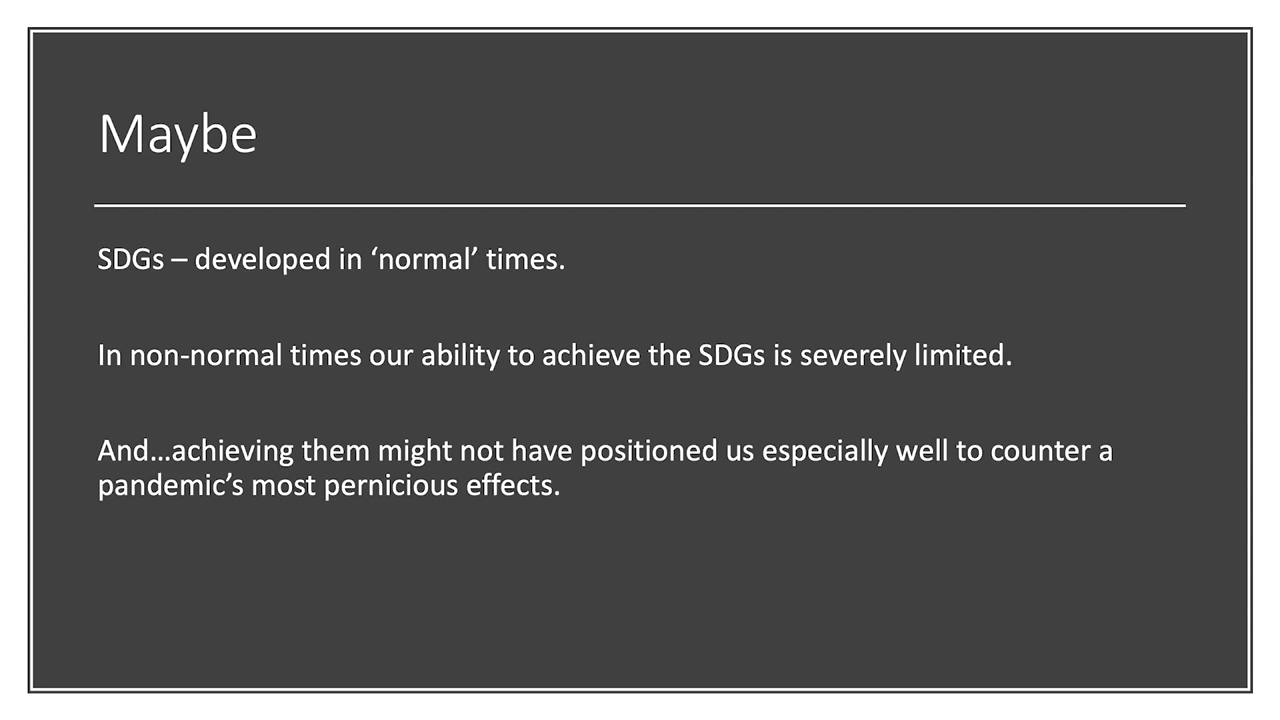 Maybe
SDGs – developed in ‘normal’ times.
In non-normal times our ability to achieve the SDGs is severely limited.
And…achieving them might not have positioned us especially well to counter a
pandemic’s most pernicious effects.